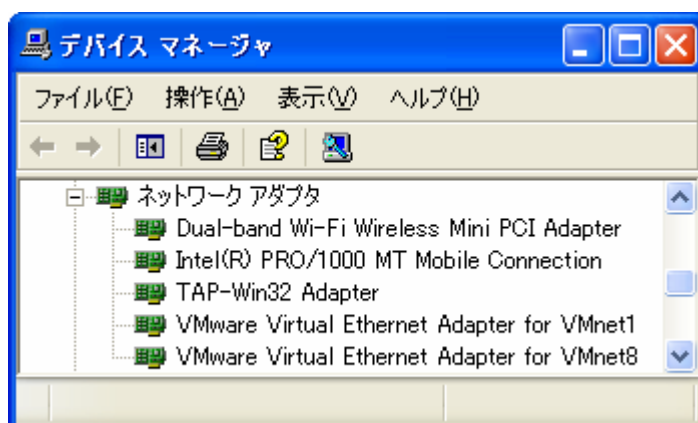 デバイス マネージャ
ファイル(F) 操作(A) 表示(V) ヘルプ(H)
ネットワーク アダプタ
Dual-band Wi-Fi Wireless Mini PCI Adapter
Intel(R) PRO/1000 MT Mobile Connection
TAP-Win32 Adapter
VMware Virtual Ethernet Adapter for VMnet1
VMware Virtual Ethernet Adapter for VMnet8